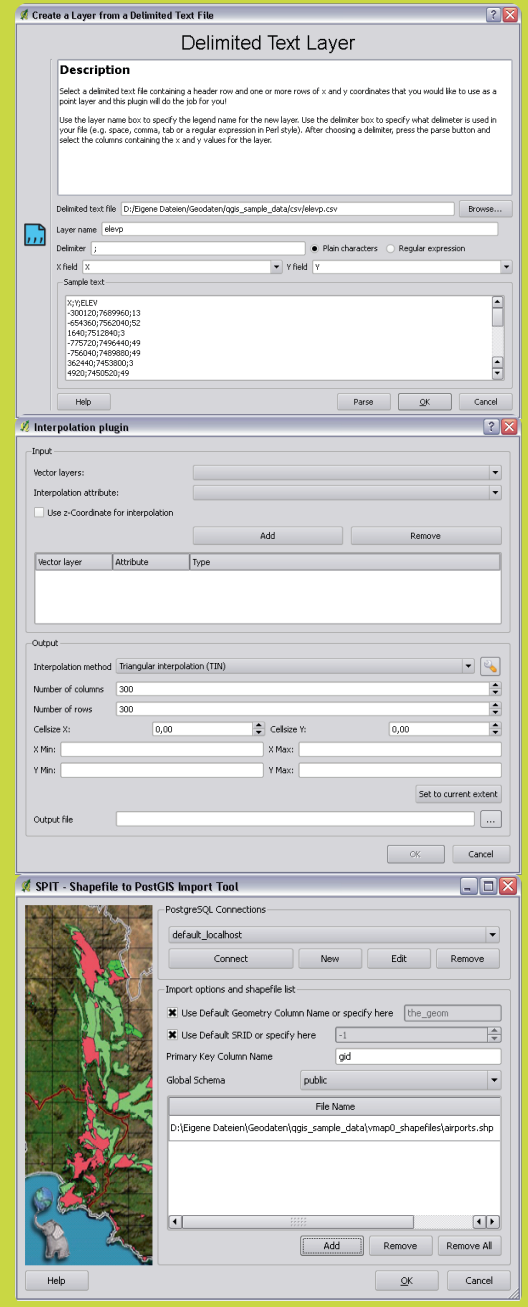 Create a Layer from a Delimited Text File
Delimited Text Layer
Description
Select a delimited text file containing a header row and one or more rows of x and y coordinates that you would like to use as a
point layer and this plugin will do the job for you!
Use the layer name box to specify the legend name for the new layer. Use the delimiter box to specify what delimeter is used in
your file (e.g. space, comma, tab or a regular expression in Perl style). After choosing a delimiter, press the parse button and
select the columns containing the x and y values for the layer.
Delimited text file D:/Eigene Dateien/Geodaten/qgis_sample_data/csv/elevp.csv Browse...
Layer name elevp
Delimiter ; Plain characters Regular expression
X field X Y field Y
Sample text
X;Y;ELEV
-300120;7689960;13
-654360;7562040;52
1640;7512840;3
-775720;7496440;49
-756040;7489880;49
362440;7453800;3
4920;7450520;49
Help Parse OK Cancel
Interpolation plugin
Input
Vector layers:
Interpolation attribute:
Use z-Coordinate for interpolation
Add Remove
Vector layer Attribute Type
Output
Interpolation method Triangular interpolation (TIN)
Number of columns 300
Number of rows 300
Cellsize X: 0,00 Cellsize Y: 0,00
X Min: X Max:
Y Min: Y Max:
Set to current extent
Output file ...
OK Cancel
SPIT - Shapefile to PostGIS Import Tool
PostgreSQL Connections
default_localhost
Connect New Edit Remove
Import options and shapefile list
Use Default Geometry Column Name or specify here the_geom
Use Default SRID or specify here -1
Primary Key Column Name gid
Global Schema public
File Name
D:\Eigene Dateien\Geodaten\qgis_sample_data\vmap0_shapefiles\airports.shp
Add Remove Remove All
Help OK Cancel